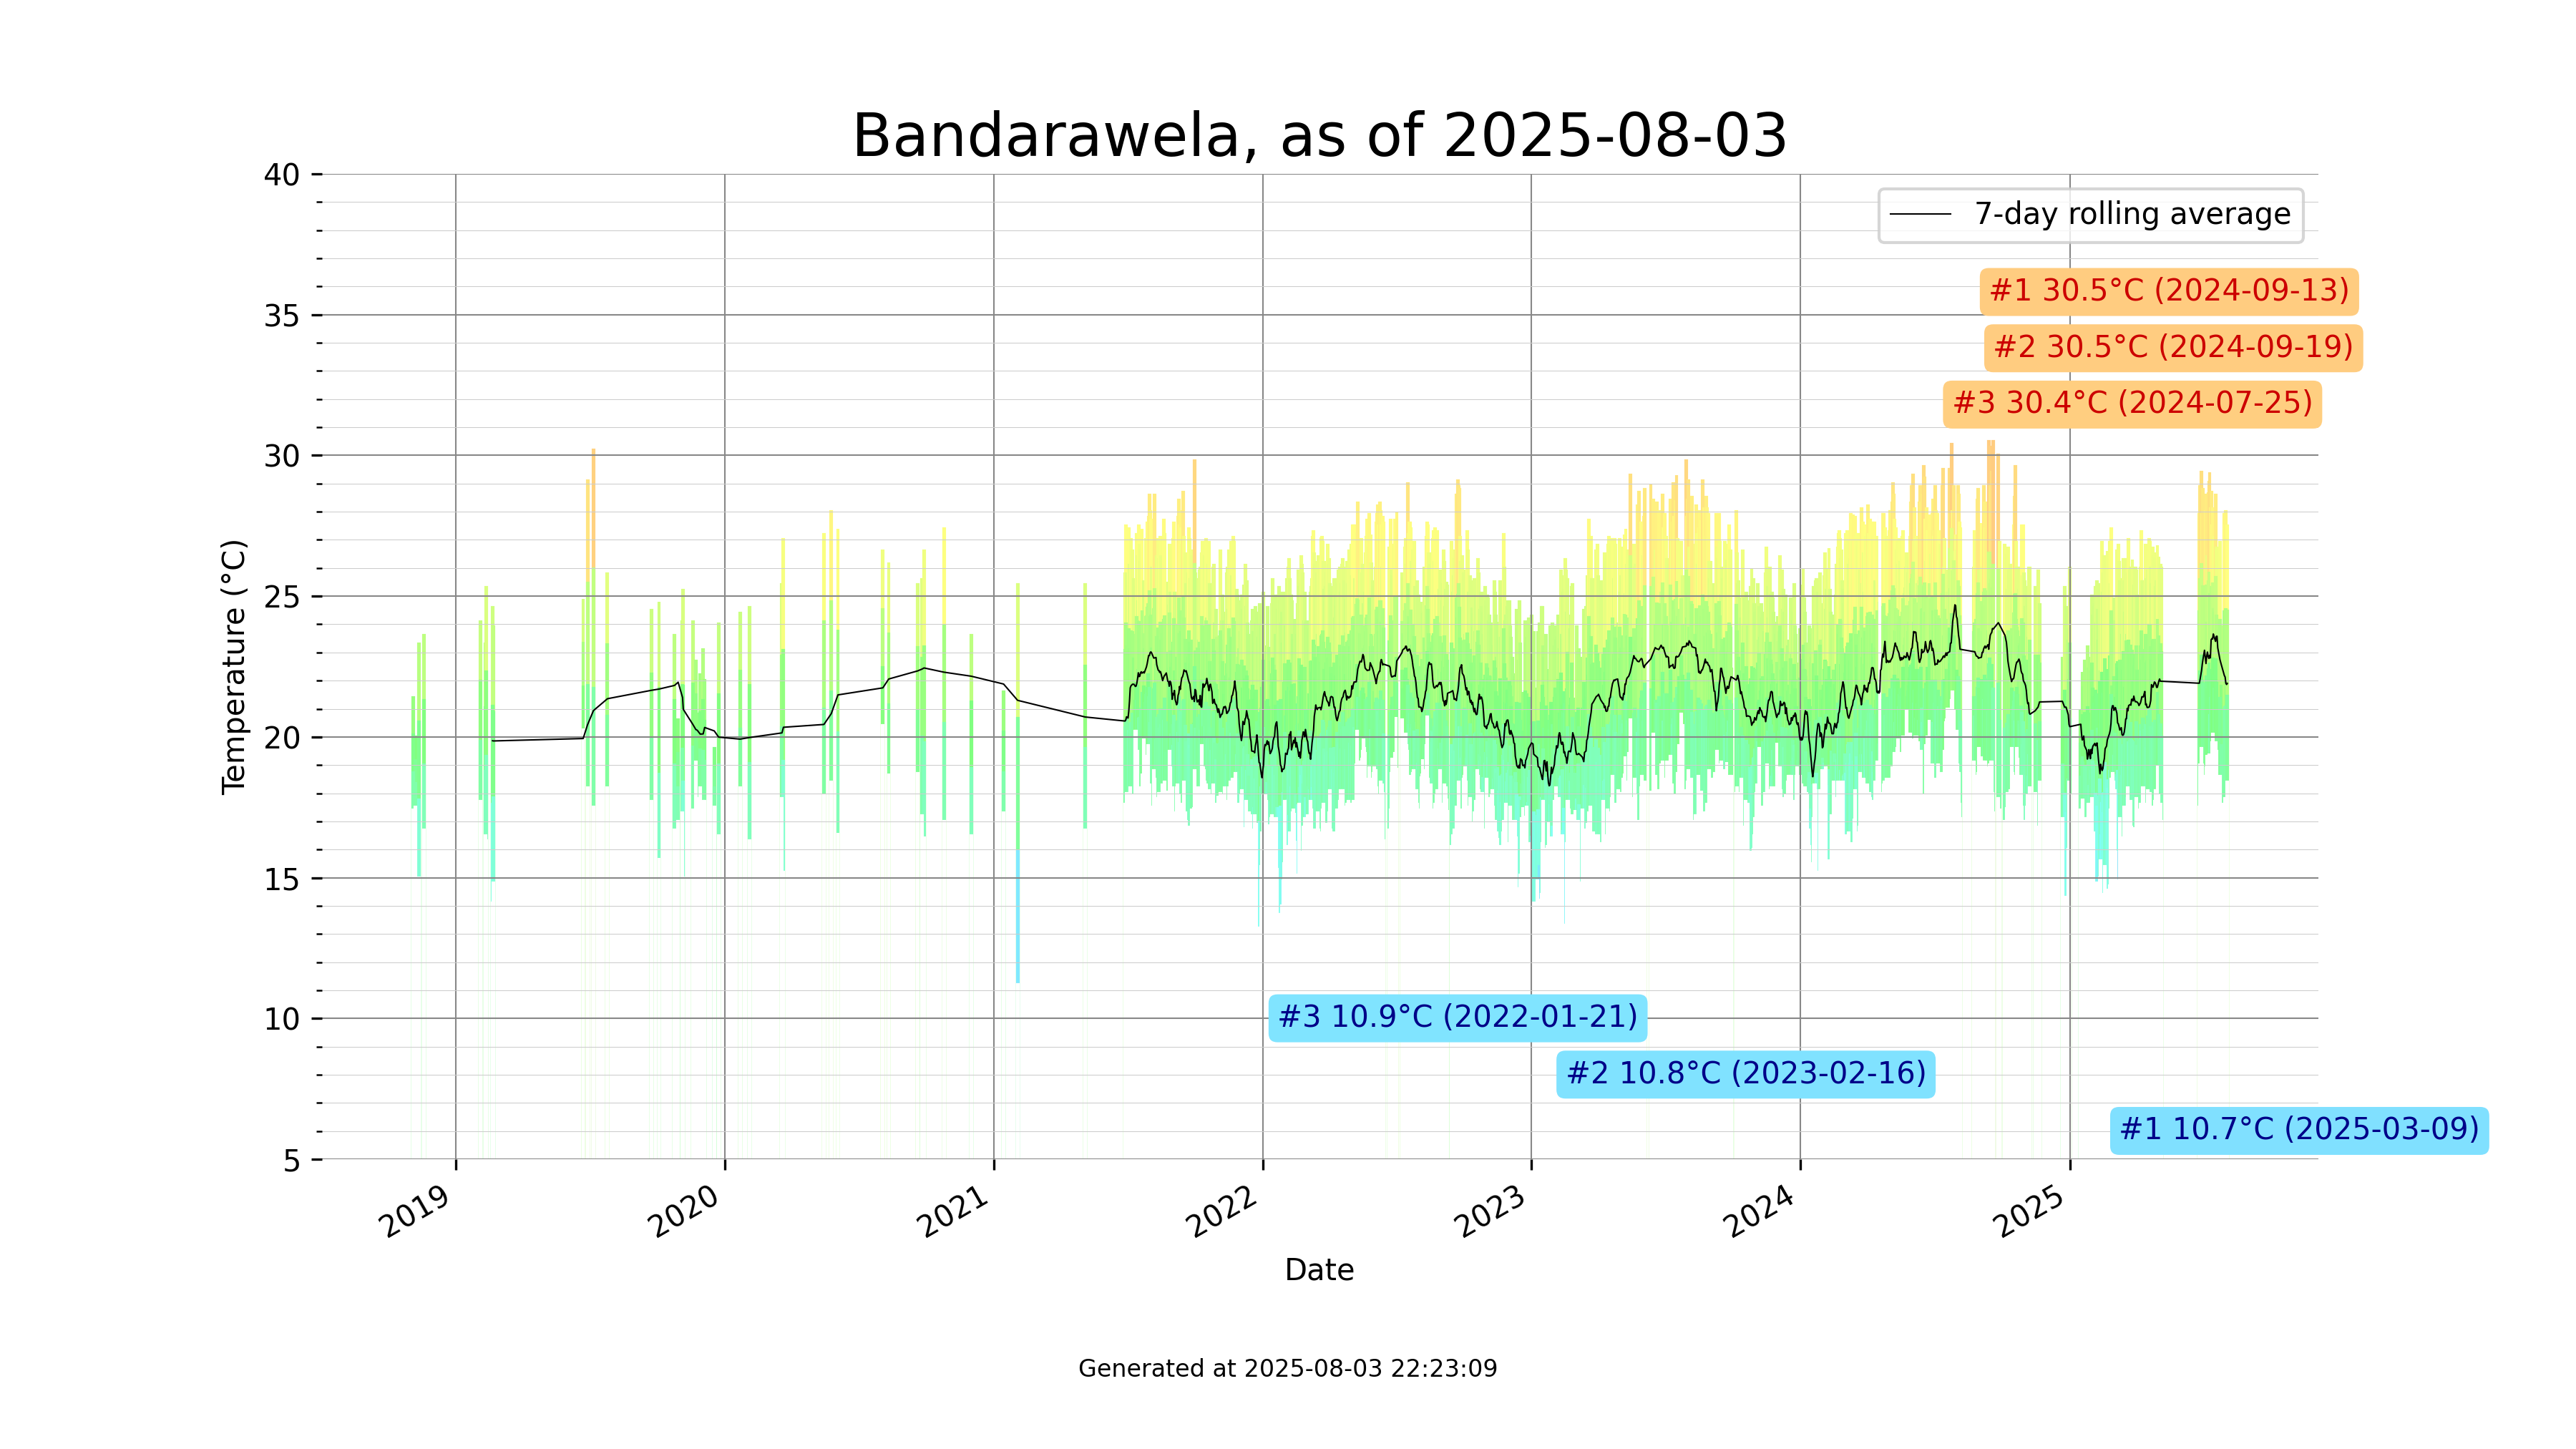 Bandarawela, as of 2025-08-03
40
35
30
25
20
15
10
5
Temperature (°C)
7-day rolling average
#1 30.5°C (2024-09-13)
#2 30.5°C (2024-09-19)
#3 30.4°C (2024-07-25)
#3 10.9°C (2022-01-21)
#2 10.8°C (2023-02-16)
#1 10.7°C (2025-03-09)
2019
2020
2021
2022
2023
2024
2025
Date
Generated at 2025-08-03 22:23:09